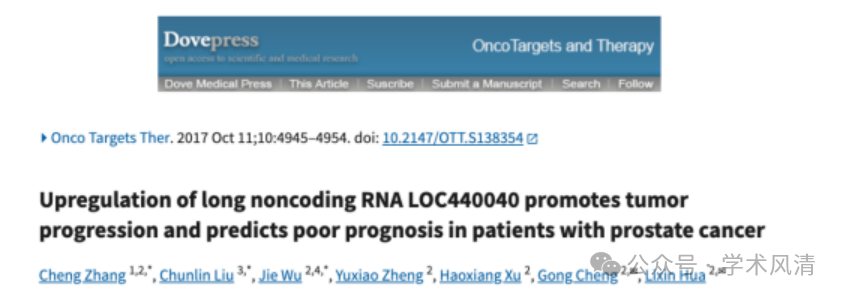 Dovepress
open access to scientific and medical research
OncoTargets and Therapy
Dove Medical Press | This Article | Suscribe | Submit a Manuscript | Search | Follow
Onco Targets Ther. 2017 Oct 11;10:4945–4954. doi: 10.2147/OTT.S138354
Upregulation of long noncoding RNA LOC440040 promotes tumor
progression and predicts poor prognosis in patients with prostate cancer
Cheng Zhang 1,2,*, Chunlin Liu 3,*, Jie Wu 2,4,*, Yuxiao Zheng 2, Haoxiang Xu 2, Gong Cheng 2,✉, Lixin Hua 2,✉
公众号 · 学术风清